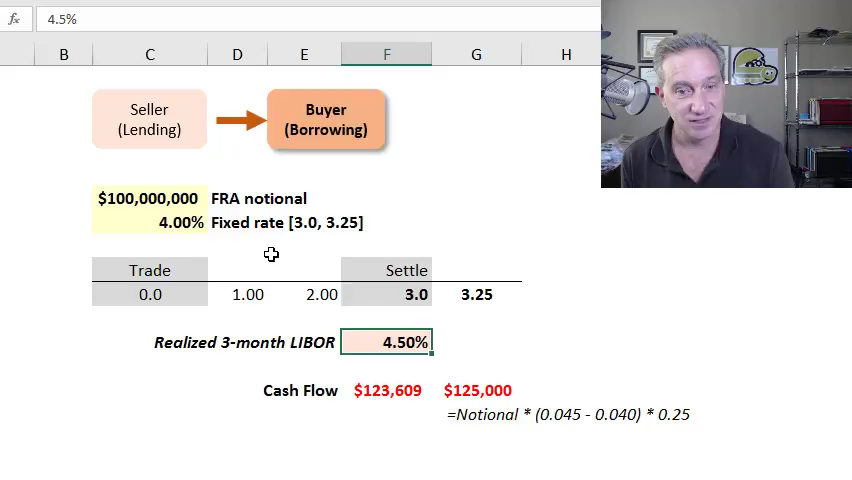 fx 4.5%
B C D E F G H
Seller Buyer
(Lending) (Borrowing)
$100,000,000 FRA notional
4.00% Fixed rate [3.0, 3.25]
Trade Settle
0.0 1.00 2.00 3.0 3.25
Realized 3-month LIBOR 4.50%
Cash Flow $123,609 $125,000
=Notional * (0.045 - 0.040) * 0.25